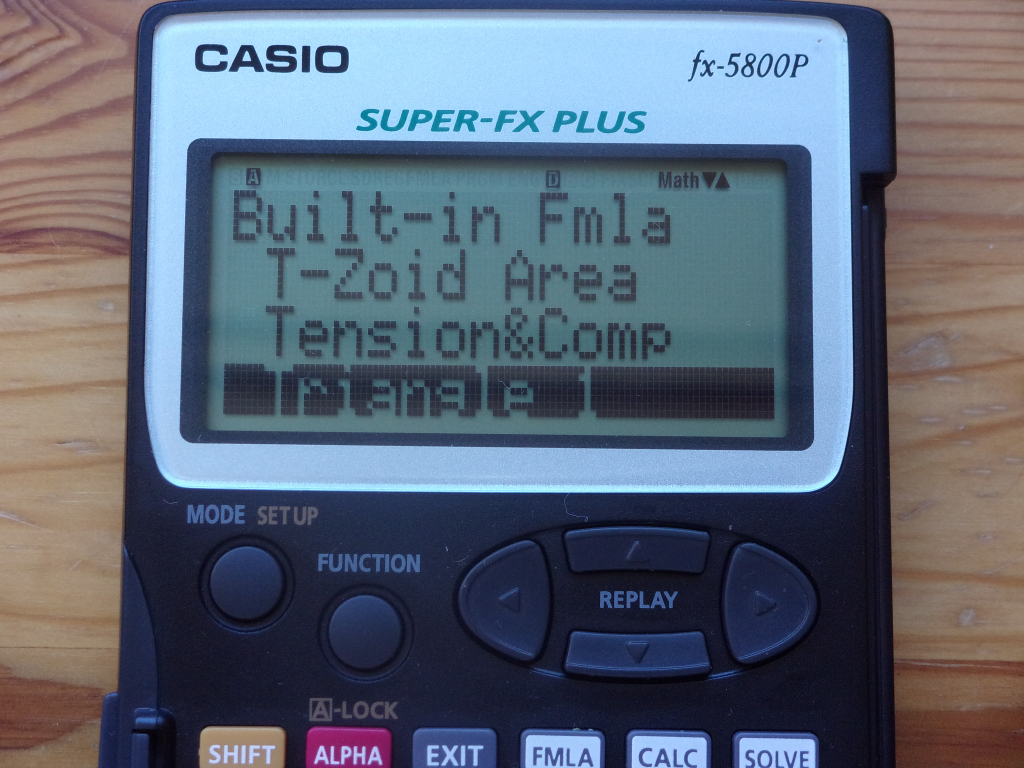 CASIO
fx-5800P
SUPER-FX PLUS
A D Math▼▲
Built-in Fmla
T-Zoid Area
Tension&Comp
MODE SETUP
FUNCTION
REPLAY
A-LOCK
SHIFT ALPHA EXIT FMLA CALC SOLVE